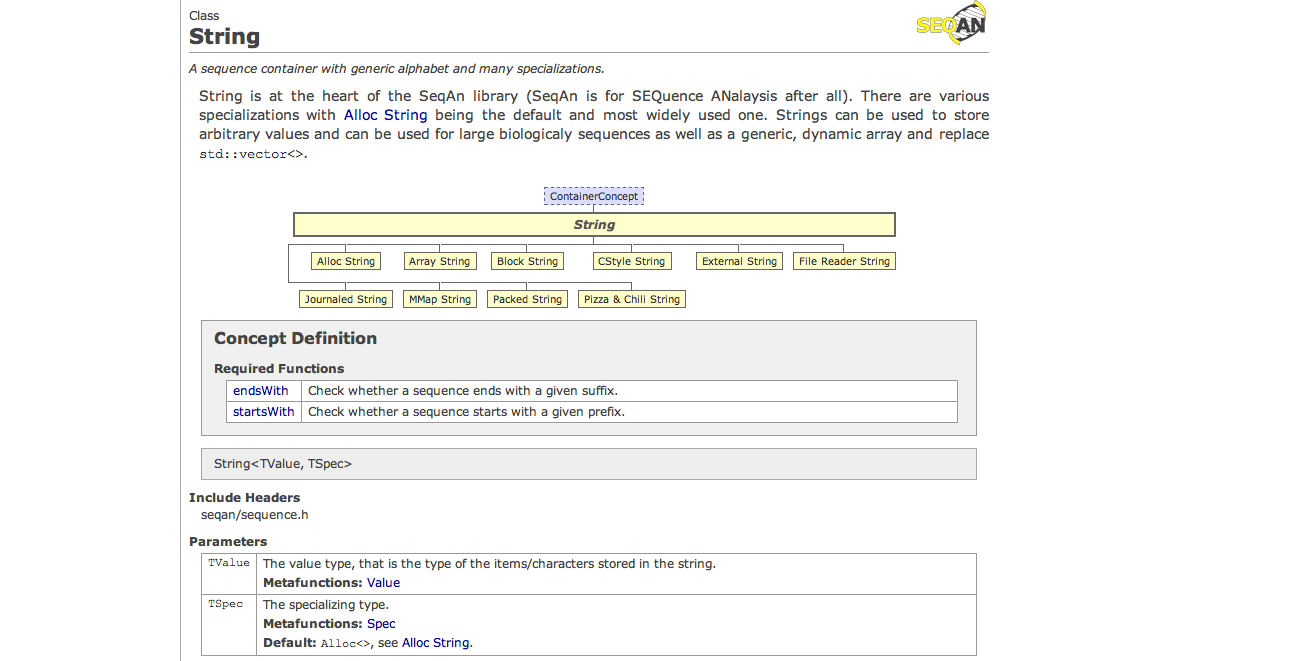 Class
String
SEQAN
A sequence container with generic alphabet and many specializations.
String is at the heart of the SeqAn library (SeqAn is for SEQuence ANalaysis after all). There are various
specializations with Alloc String being the default and most widely used one. Strings can be used to store
arbitrary values and can be used for large biologicaly sequences as well as a generic, dynamic array and replace
std::vector<>.
ContainerConcept
String
Alloc String Array String Block String CStyle String External String File Reader String
Journaled String MMap String Packed String Pizza & Chili String
Concept Definition
Required Functions
endsWith Check whether a sequence ends with a given suffix.
startsWith Check whether a sequence starts with a given prefix.
String<TValue, TSpec>
Include Headers
seqan/sequence.h
Parameters
TValue The value type, that is the type of the items/characters stored in the string.
Metafunctions: Value
TSpec The specializing type.
Metafunctions: Spec
Default: Alloc<>, see Alloc String.